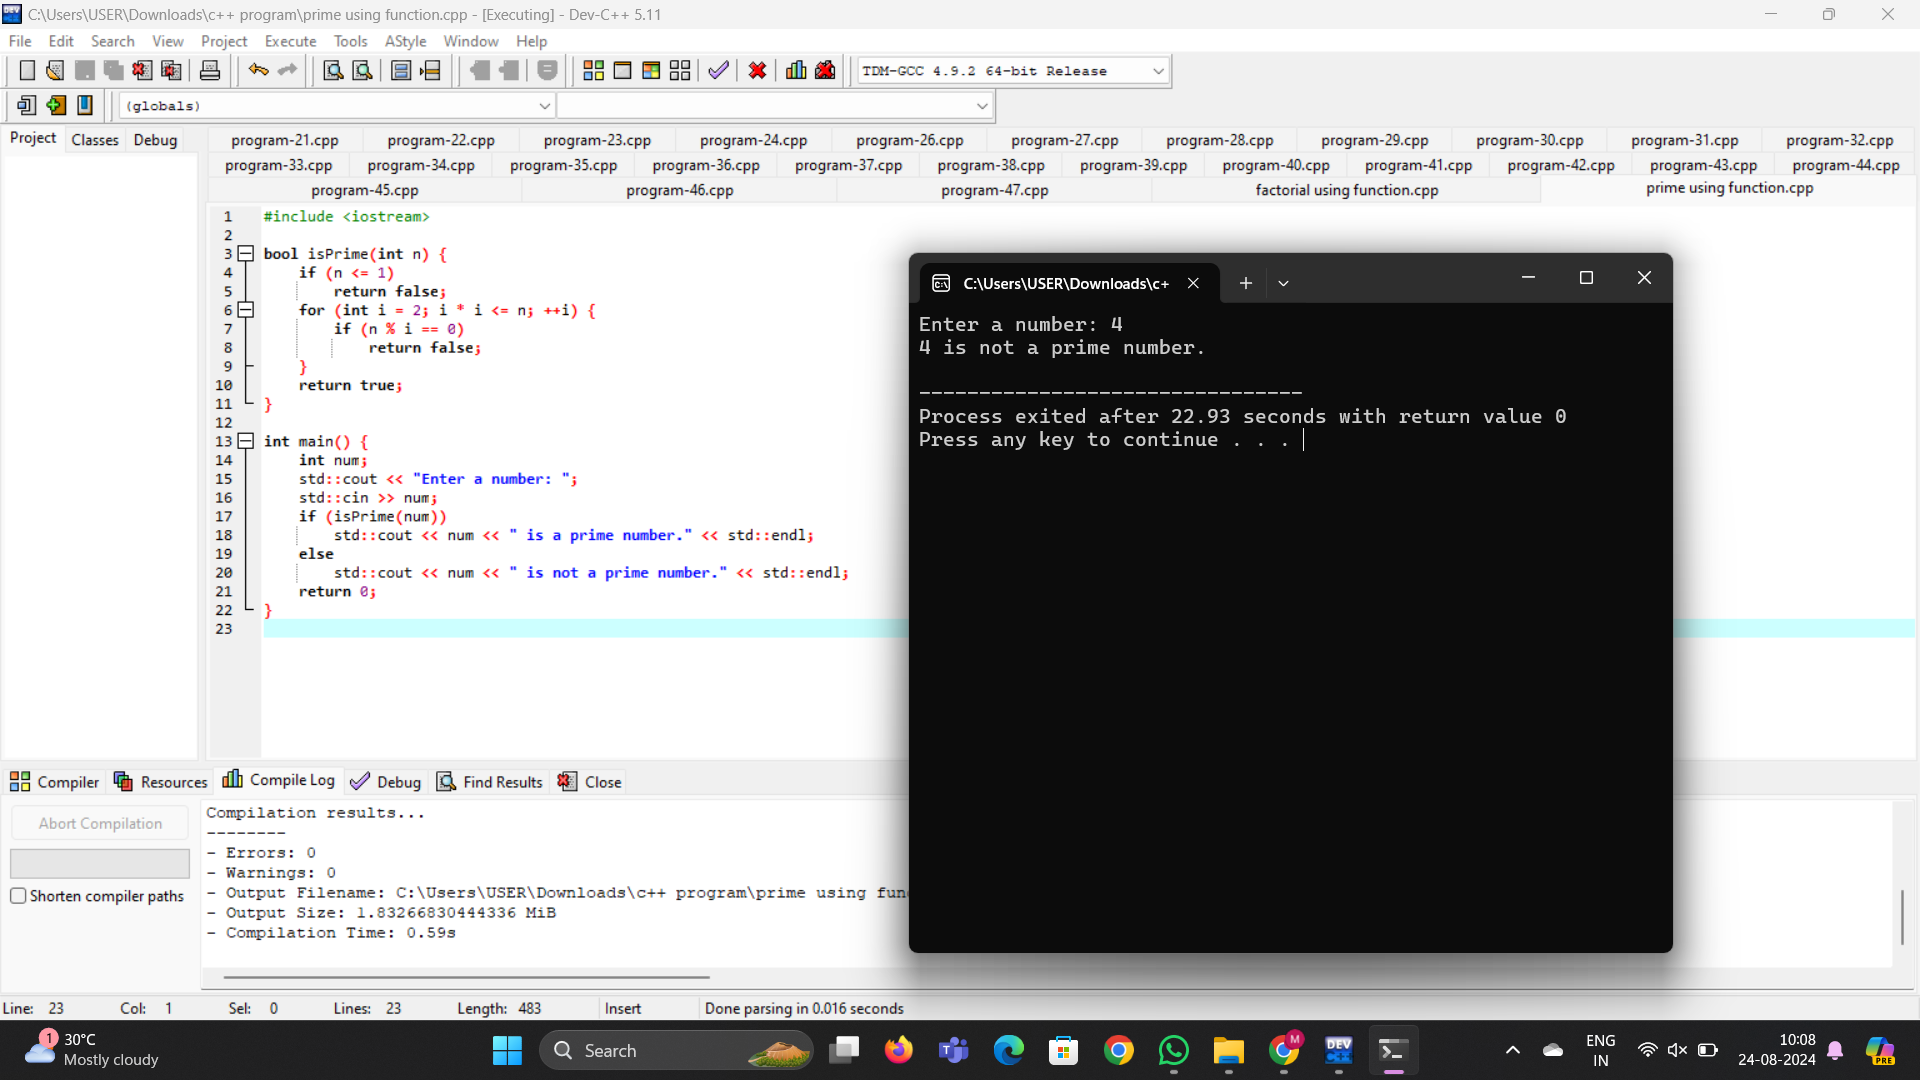 C:\Users\USER\Downloads\c++ program\prime using function.cpp - [Executing] - Dev-C++ 5.11
File Edit Search View Project Execute Tools AStyle Window Help
TDM-GCC 4.9.2 64-bit Release
(globals)
Project Classes Debug
program-21.cpp program-22.cpp program-23.cpp program-24.cpp program-26.cpp program-27.cpp program-28.cpp program-29.cpp program-30.cpp program-31.cpp program-32.cpp
program-33.cpp program-34.cpp program-35.cpp program-36.cpp program-37.cpp program-38.cpp program-39.cpp program-40.cpp program-41.cpp program-42.cpp program-43.cpp program-44.cpp
program-45.cpp program-46.cpp program-47.cpp factorial using function.cpp prime using function.cpp
1 #include <iostream>
2
3 bool isPrime(int n) {
4     if (n <= 1)
5         return false;
6     for (int i = 2; i * i <= n; ++i) {
7         if (n % i == 0)
8             return false;
9     }
10     return true;
11 }
12
13 int main() {
14     int num;
15     std::cout << "Enter a number: ";
16     std::cin >> num;
17     if (isPrime(num))
18         std::cout << num << " is a prime number." << std::endl;
19     else
20         std::cout << num << " is not a prime number." << std::endl;
21     return 0;
22 }
23
C:\Users\USER\Downloads\c+
Enter a number: 4
4 is not a prime number.
--------------------------------
Process exited after 22.93 seconds with return value 0
Press any key to continue . . .
Compiler Resources Compile Log Debug Find Results Close
Abort Compilation
Shorten compiler paths
Compilation results...
--------
- Errors: 0
- Warnings: 0
- Output Filename: C:\Users\USER\Downloads\c++ program\prime using fun
- Output Size: 1.83266830444336 MiB
- Compilation Time: 0.59s
Line: 23 Col: 1 Sel: 0 Lines: 23 Length: 483 Insert Done parsing in 0.016 seconds
1
30°C
Mostly cloudy
Search
M
DEV
PRE
ENG
IN
10:08
24-08-2024